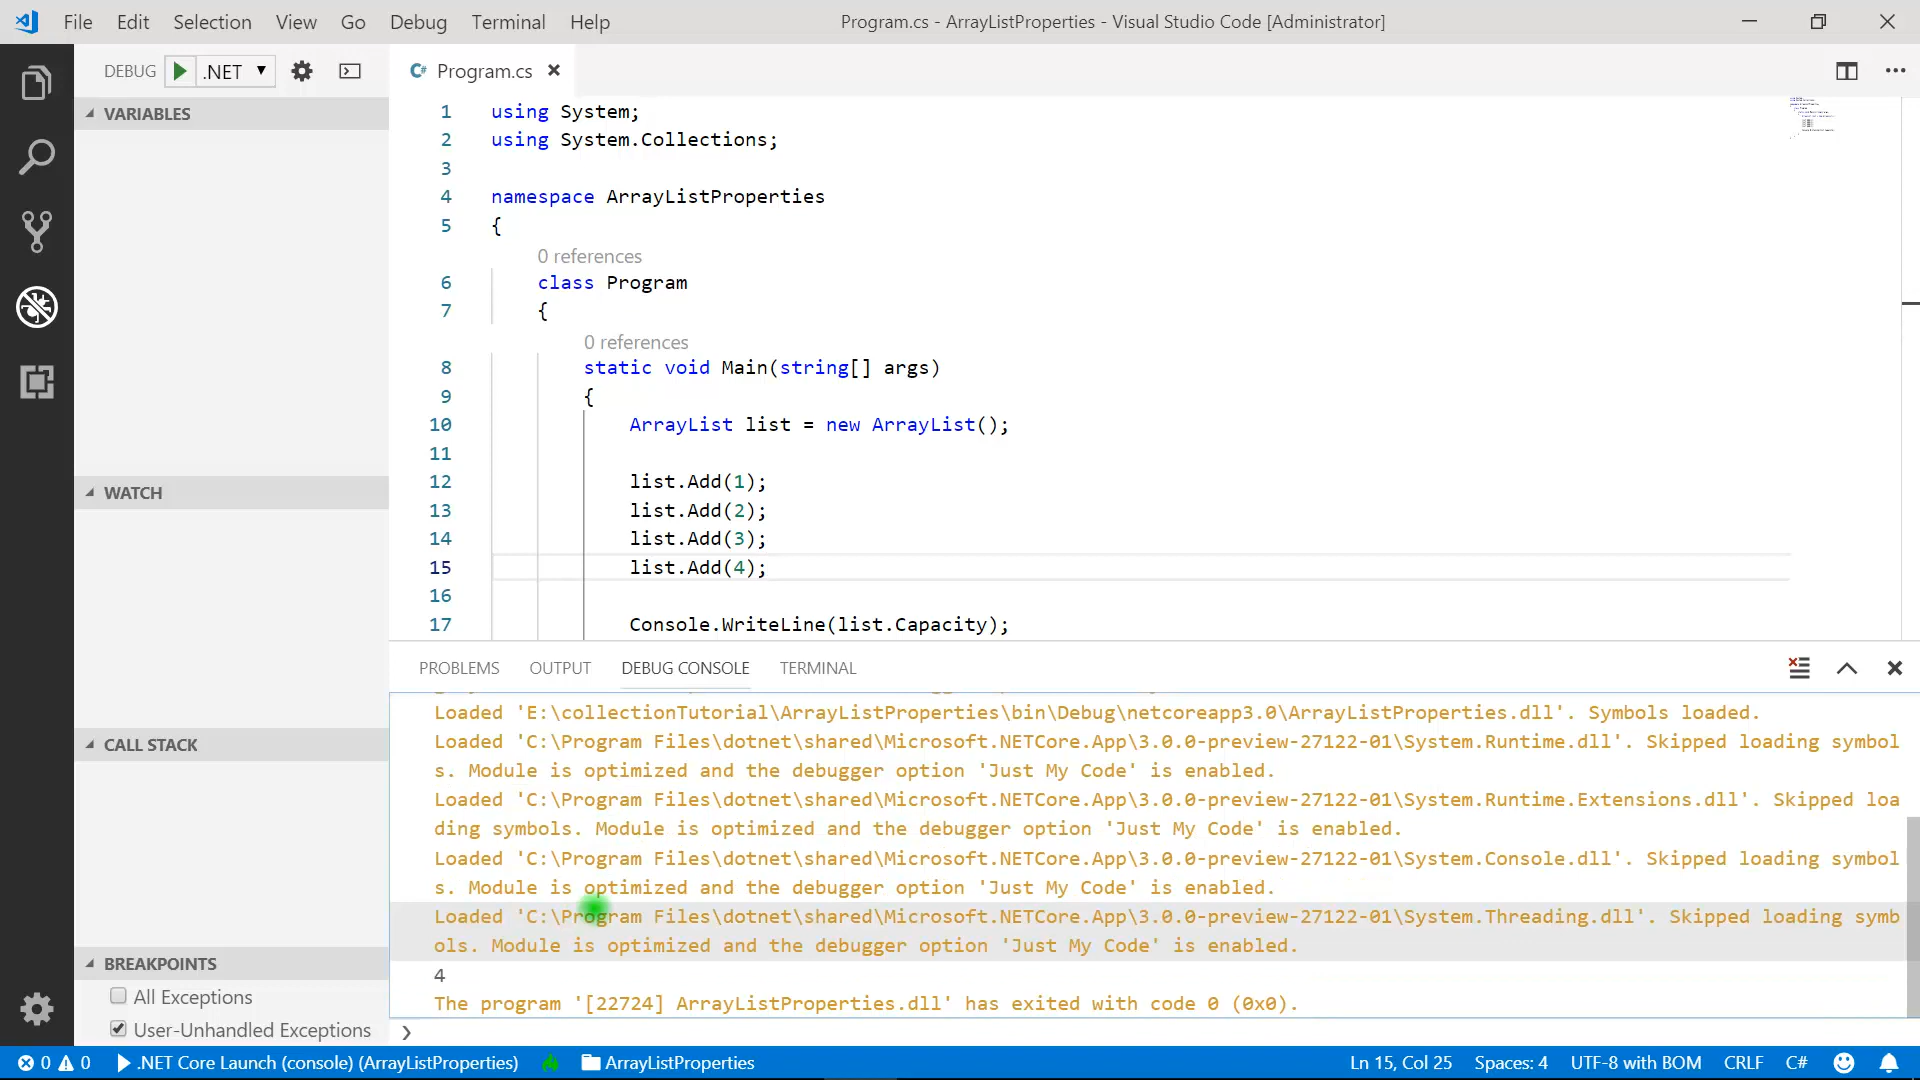 File Edit Selection View Go Debug Terminal Help
Program.cs - ArrayListProperties - Visual Studio Code [Administrator]
DEBUG .NET
C# Program.cs
VARIABLES
WATCH
CALL STACK
BREAKPOINTS
All Exceptions
User-Unhandled Exceptions
1 using System;
2 using System.Collections;
3
4 namespace ArrayListProperties
5 {
0 references
6 class Program
7 {
0 references
8 static void Main(string[] args)
9 {
10 ArrayList list = new ArrayList();
11
12 list.Add(1);
13 list.Add(2);
14 list.Add(3);
15 list.Add(4);
16
17 Console.WriteLine(list.Capacity);
PROBLEMS OUTPUT DEBUG CONSOLE TERMINAL
Loaded 'E:\collectionTutorial\ArrayListProperties\bin\Debug\netcoreapp3.0\ArrayListProperties.dll'. Symbols loaded.
Loaded 'C:\Program Files\dotnet\shared\Microsoft.NETCore.App\3.0.0-preview-27122-01\System.Runtime.dll'. Skipped loading symbol
s. Module is optimized and the debugger option 'Just My Code' is enabled.
Loaded 'C:\Program Files\dotnet\shared\Microsoft.NETCore.App\3.0.0-preview-27122-01\System.Runtime.Extensions.dll'. Skipped loa
ding symbols. Module is optimized and the debugger option 'Just My Code' is enabled.
Loaded 'C:\Program Files\dotnet\shared\Microsoft.NETCore.App\3.0.0-preview-27122-01\System.Console.dll'. Skipped loading symbol
s. Module is optimized and the debugger option 'Just My Code' is enabled.
Loaded 'C:\Program Files\dotnet\shared\Microsoft.NETCore.App\3.0.0-preview-27122-01\System.Threading.dll'. Skipped loading symb
ols. Module is optimized and the debugger option 'Just My Code' is enabled.
4
The program '[22724] ArrayListProperties.dll' has exited with code 0 (0x0).
0 0 .NET Core Launch (console) (ArrayListProperties) ArrayListProperties Ln 15, Col 25 Spaces: 4 UTF-8 with BOM CRLF C#